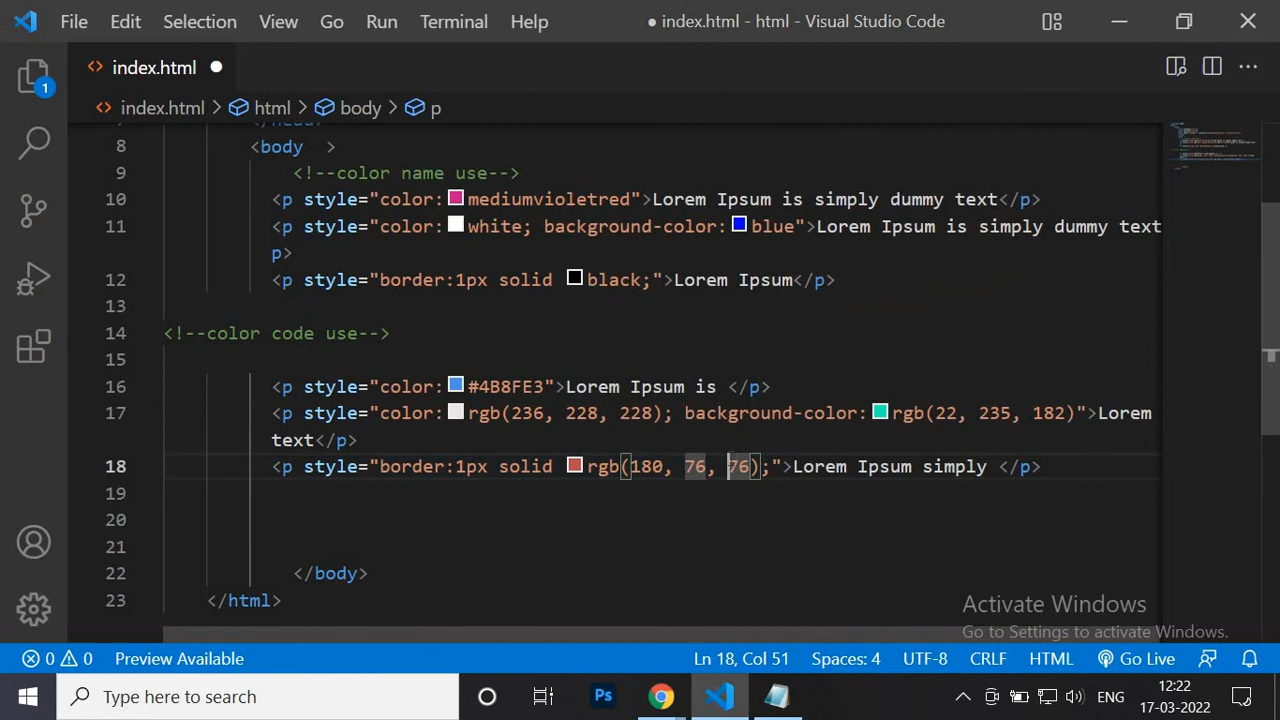 File Edit Selection View Go Run Terminal Help ● index.html - html - Visual Studio Code
index.html ●
index.html > html > body > p
8 <body >
9 <!--color name use-->
10 <p style="color:mediumvioletred">Lorem Ipsum is simply dummy text</p>
11 <p style="color:white; background-color:blue">Lorem Ipsum is simply dummy text
p>
12 <p style="border:1px solid black;">Lorem Ipsum</p>
13
14 <!--color code use-->
15
16 <p style="color:#4B8FE3">Lorem Ipsum is </p>
17 <p style="color:rgb(236, 228, 228); background-color:rgb(22, 235, 182)">Lorem
text</p>
18 <p style="border:1px solid rgb(180, 76, 76);">Lorem Ipsum simply </p>
19
20
21
22 </body>
23 </html>
Activate Windows
Go to Settings to activate Windows.
0 0 Preview Available Ln 18, Col 51 Spaces: 4 UTF-8 CRLF HTML Go Live
Type here to search Ps ENG 12:22
17-03-2022
1